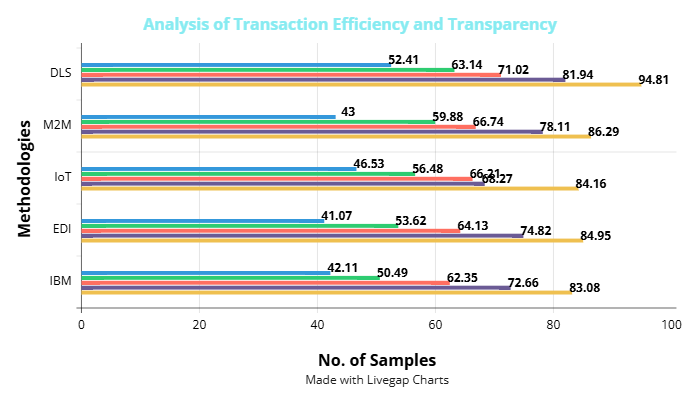 Analysis of Transaction Efficiency and Transparency
Methodologies
DLS
52.41
63.14
71.02
81.94
94.81
M2M
43
59.88
66.74
78.11
86.29
IoT
46.53
56.48
68.27
84.16
EDI
41.07
53.62
64.13
74.82
84.95
IBM
42.11
50.49
62.35
72.66
83.08
0 20 40 60 80 100
No. of Samples
Made with Livegap Charts